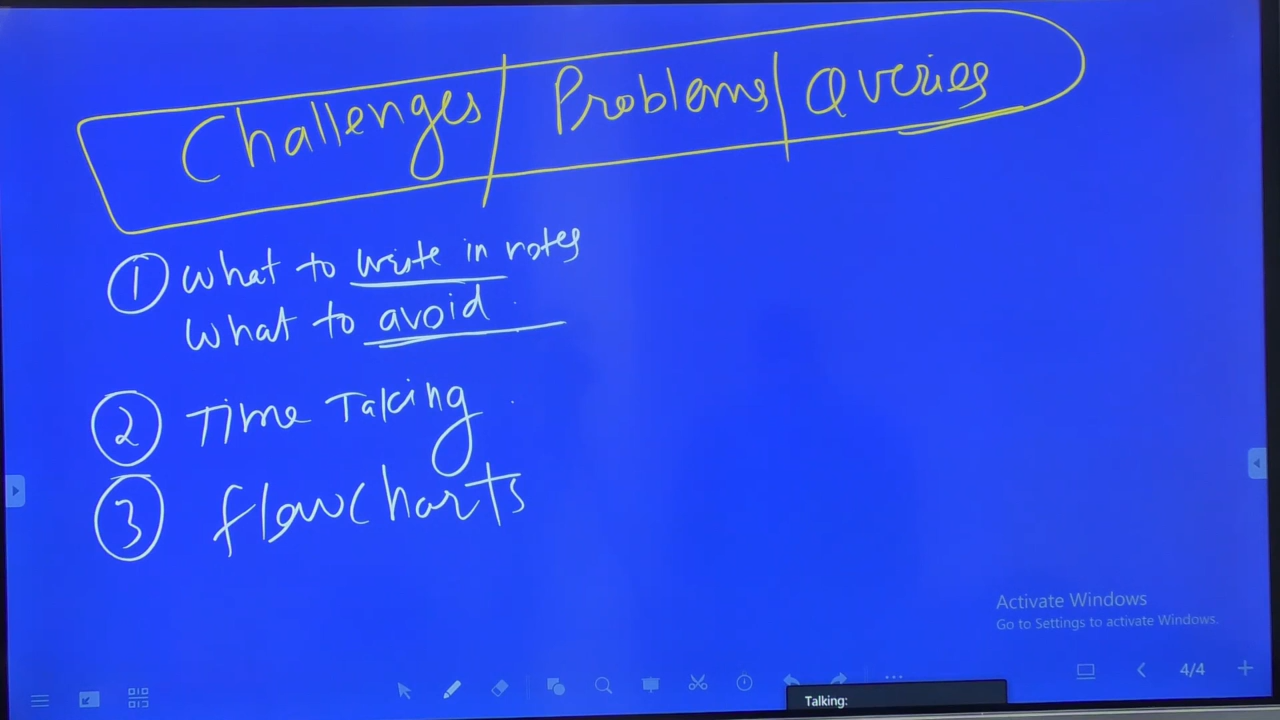 Challenges / Problems / Queries
① What to write in notes
What to avoid.
② Time Taking.
③ flowcharts
Activate Windows
Go to Settings to activate Windows.
4/4
Talking: